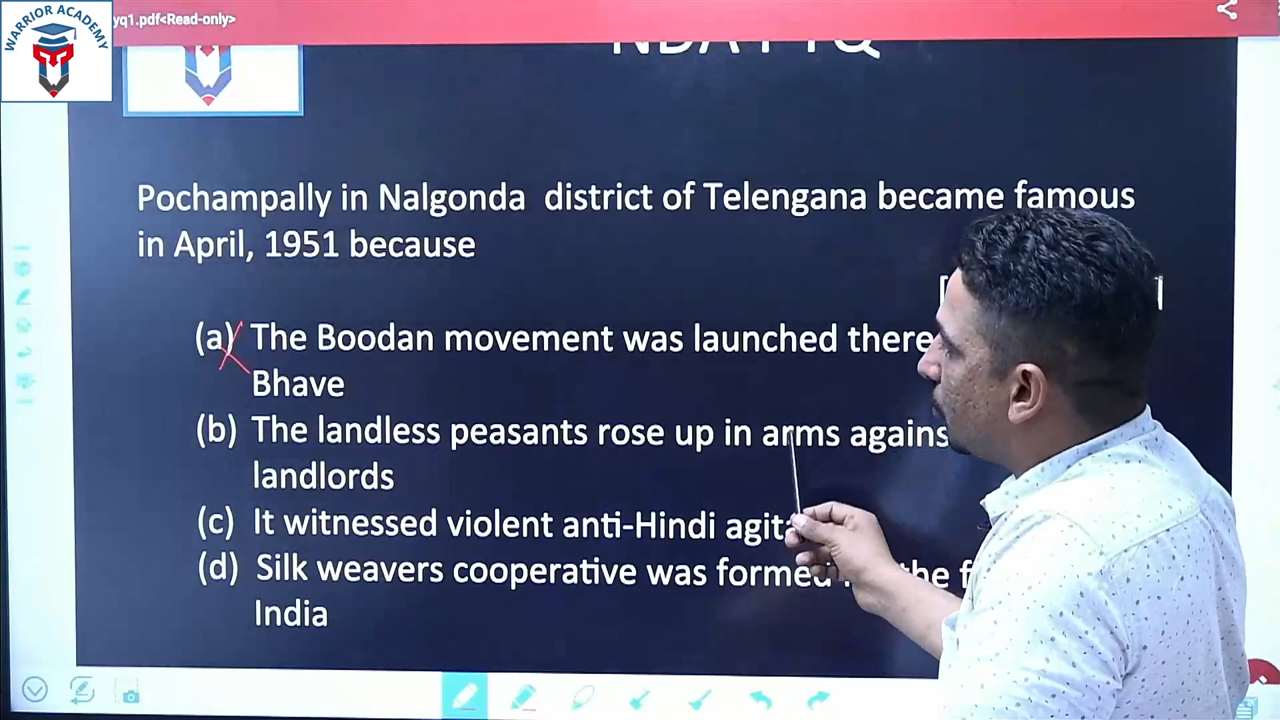 WARRIOR ACADEMY
yq1.pdf<Read-only>
Pochampally in Nalgonda district of Telengana became famous
in April, 1951 because
(a) The Boodan movement was launched there
Bhave
(b) The landless peasants rose up in arms
landlords
(c) It witnessed violent anti-Hindi
(d) Silk weavers cooperative was formed the
India